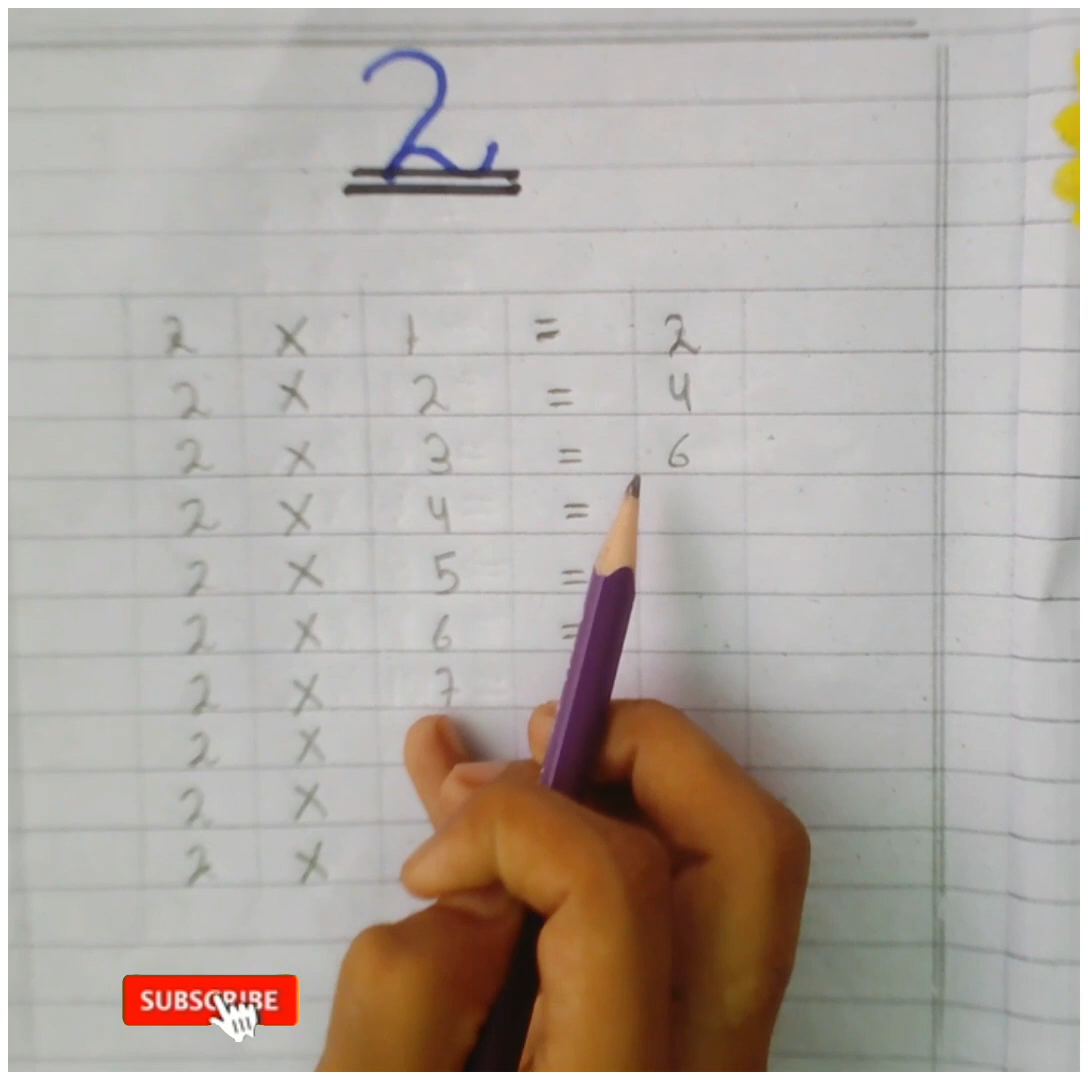 2
2 × 1 = 2
2 × 2 = 4
2 × 3 = 6
2 × 4 =
2 × 5 =
2 × 6 =
2 × 7
2 ×
2 ×
2 ×
SUBSCRIBE